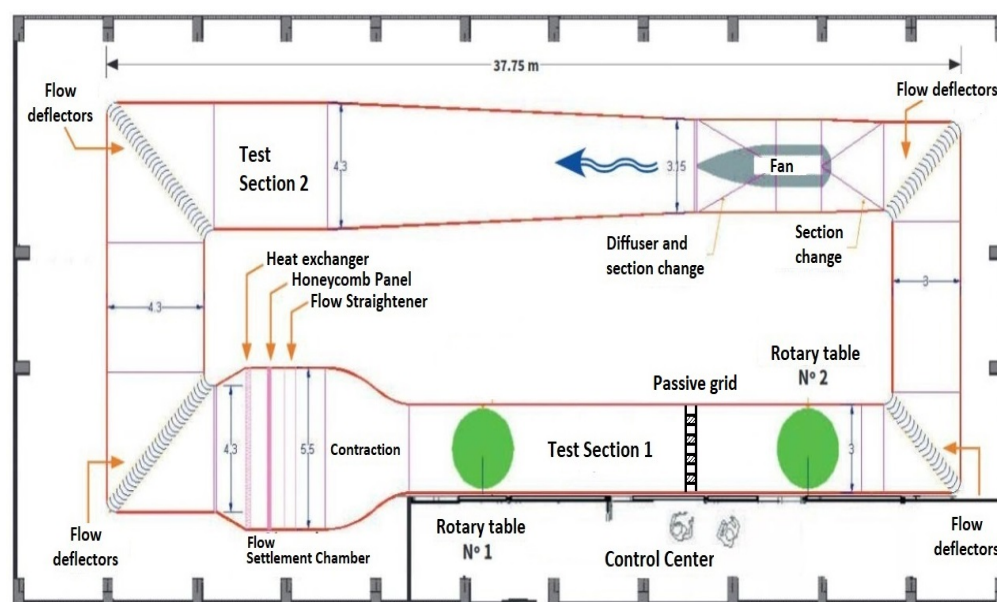 37.75 m
Flow
deflectors
Flow deflectors
Test
Section 2
4.3
3.15
Fan
Diffuser and
section change
Section
change
Heat exchanger
Honeycomb Panel
Flow Straightener
4.3
3
Rotary table
Nº 2
Passive grid
4.3
5.5
Contraction
Test Section 1
3
Flow
deflectors
Flow
Settlement Chamber
Rotary table
Nº 1
Control Center
Flow
deflectors